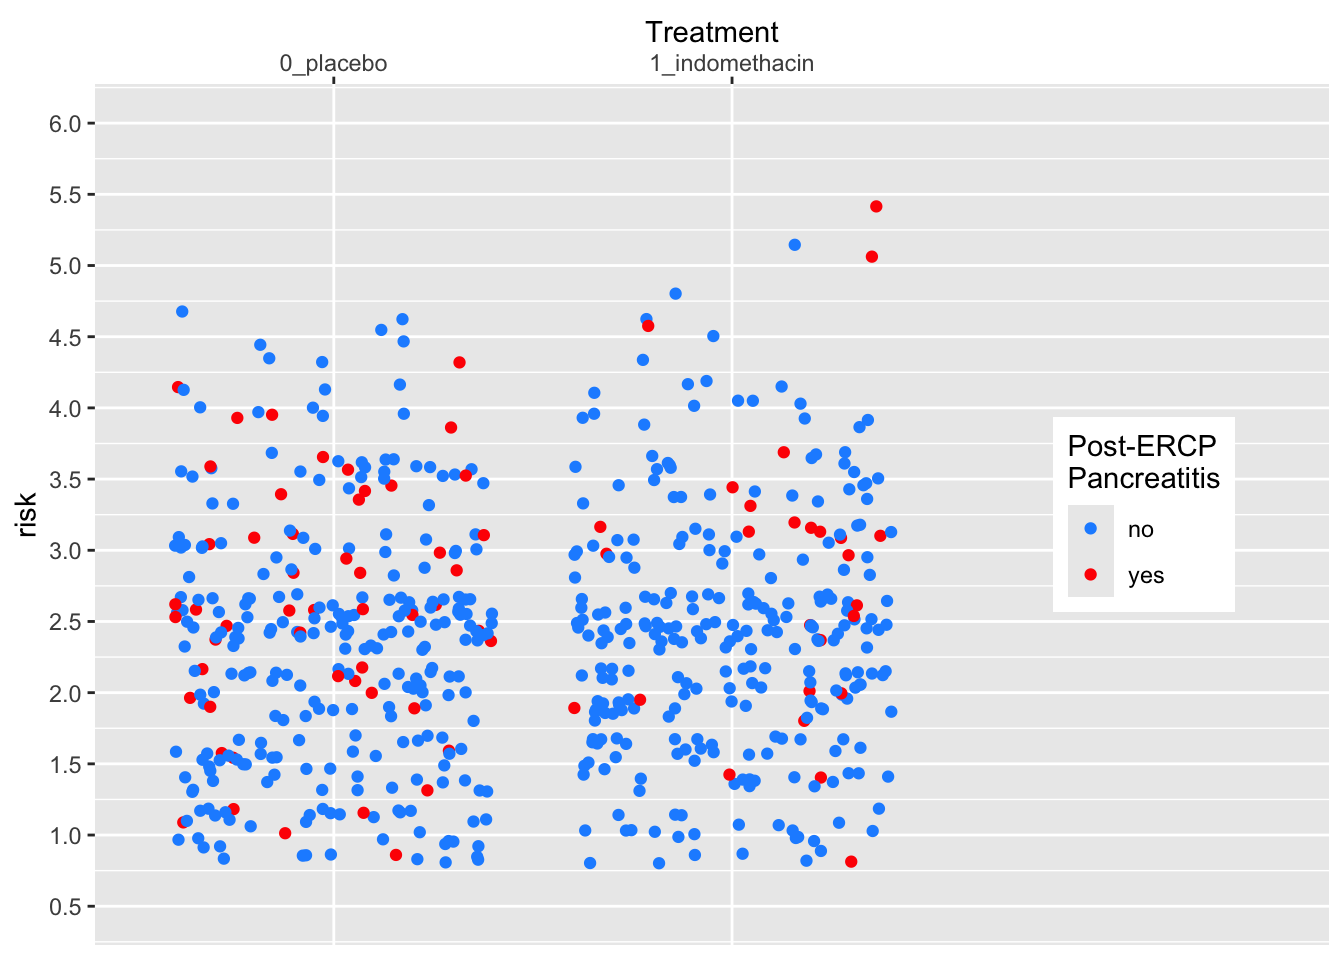 Treatment
0_placebo 1_indomethacin
6.0
5.5
5.0
4.5
4.0
3.5
3.0
2.5
2.0
1.5
1.0
0.5
risk
Post-ERCP
Pancreatitis
no
yes